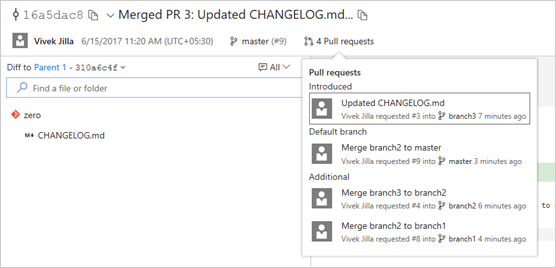 16a5dac8 Merged PR 3: Updated CHANGELOG.md...
Vivek Jilla 6/15/2017 11:20 AM (UTC+05:30) master (#9) 4 Pull requests
Diff to Parent 1 - 310a6c4f All
Find a file or folder
zero
M↓ CHANGELOG.md
Pull requests
Introduced
Updated CHANGELOG.md
Vivek Jilla requested #3 into branch3 7 minutes ago
Default branch
Merge branch2 to master
Vivek Jilla requested #9 into master 3 minutes ago
Additional
Merge branch3 to branch2
Vivek Jilla requested #4 into branch2 6 minutes ago
Merge branch2 to branch1
Vivek Jilla requested #8 into branch1 4 minutes ago
to